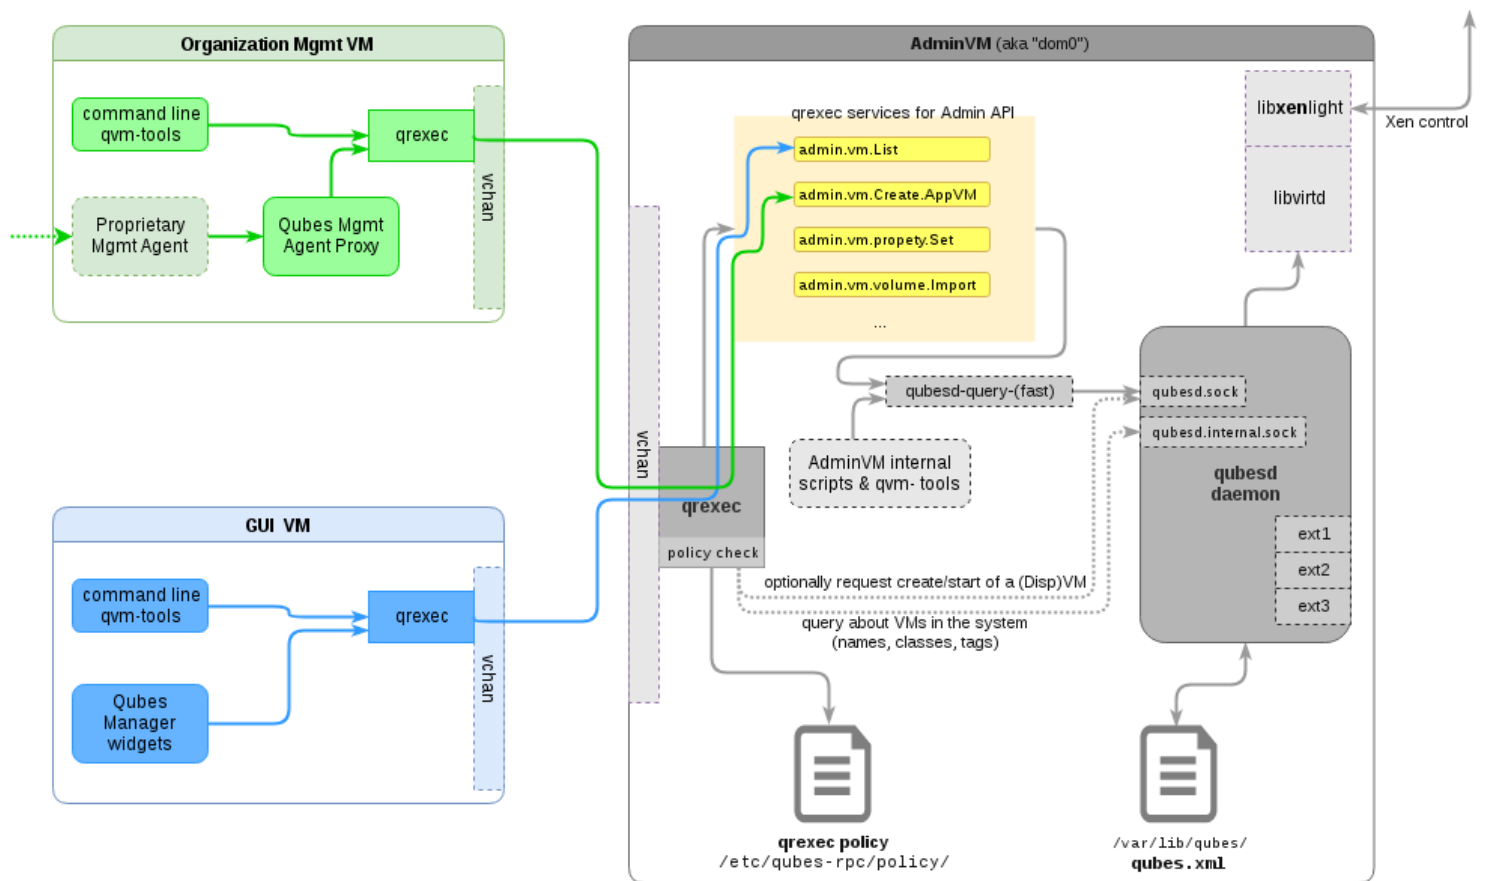 Organization Mgmt VM
command line
qvm-tools
qrexec
vchan
Proprietary
Mgmt Agent
Qubes Mgmt
Agent Proxy
GUI VM
command line
qvm-tools
qrexec
vchan
Qubes
Manager
widgets
AdminVM (aka "dom0")
qrexec services for Admin API
admin.vm.List
admin.vm.Create.AppVM
admin.vm.propety.Set
admin.vm.volume.Import
...
libxenlight
Xen control
libvirtd
vchan
qubesd-query-(fast)
qubesd.sock
qubesd.internal.sock
AdminVM internal
scripts & qvm- tools
qubesd
daemon
qrexec
policy check
ext1
ext2
ext3
optionally request create/start of a (Disp)VM
query about VMs in the system
(names, classes, tags)
qrexec policy
/etc/qubes-rpc/policy/
/var/lib/qubes/
qubes.xml